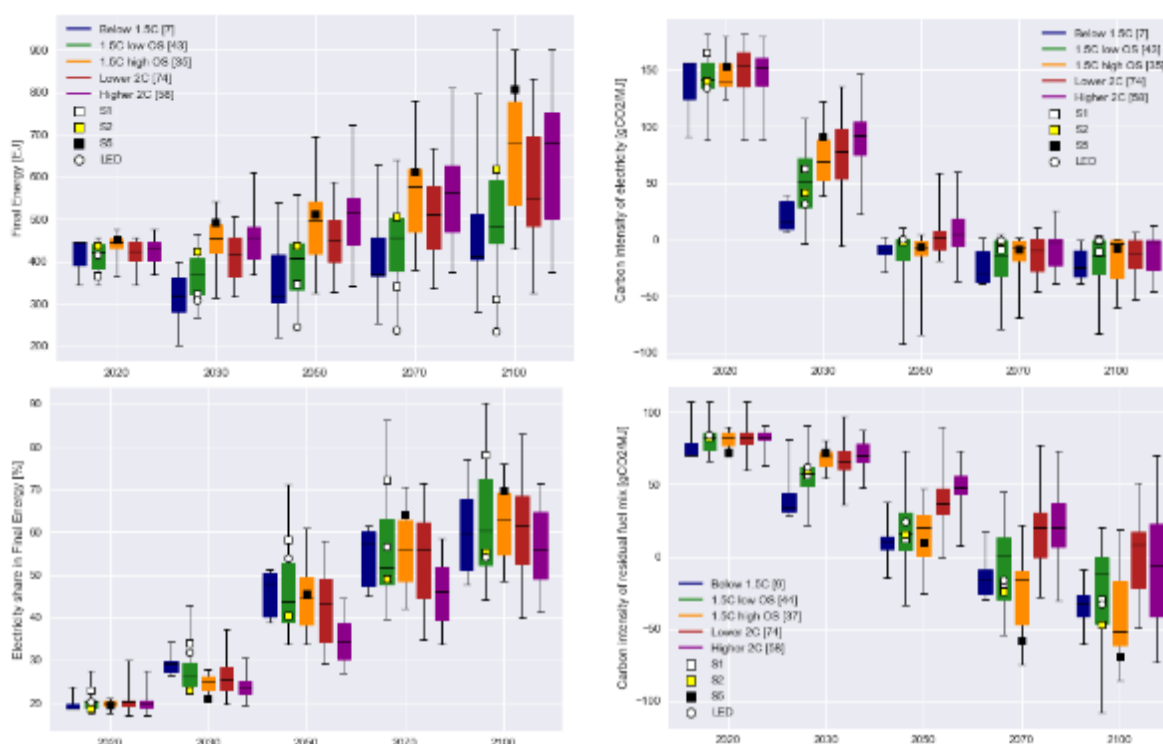 Below 1.5C [7]
1.5C low OS [43]
1.5C high OS [35]
Lower 2C [74]
Higher 2C [58]
S1
S2
S5
LED
Final Energy [EJ]
900
800
700
600
500
400
300
200
2020
2030
2050
2070
2100
Below 1.5C [7]
1.5C low OS [43]
1.5C high OS [35]
Lower 2C [74]
Higher 2C [58]
S1
S2
S5
LED
Carbon intensity of electricity [gCO2/MJ]
150
100
50
0
−50
−100
2020
2030
2050
2070
2100
Electricity share in Final Energy [%]
90
80
70
60
50
40
30
20
2020
2030
2050
2070
2100
Carbon intensity of residual fuel mix [gCO2/MJ]
100
50
0
−50
−100
Below 1.5C [9]
1.5C low OS [44]
1.5C high OS [37]
Lower 2C [74]
Higher 2C [58]
S1
S2
S5
LED
2020
2030
2050
2070
2100